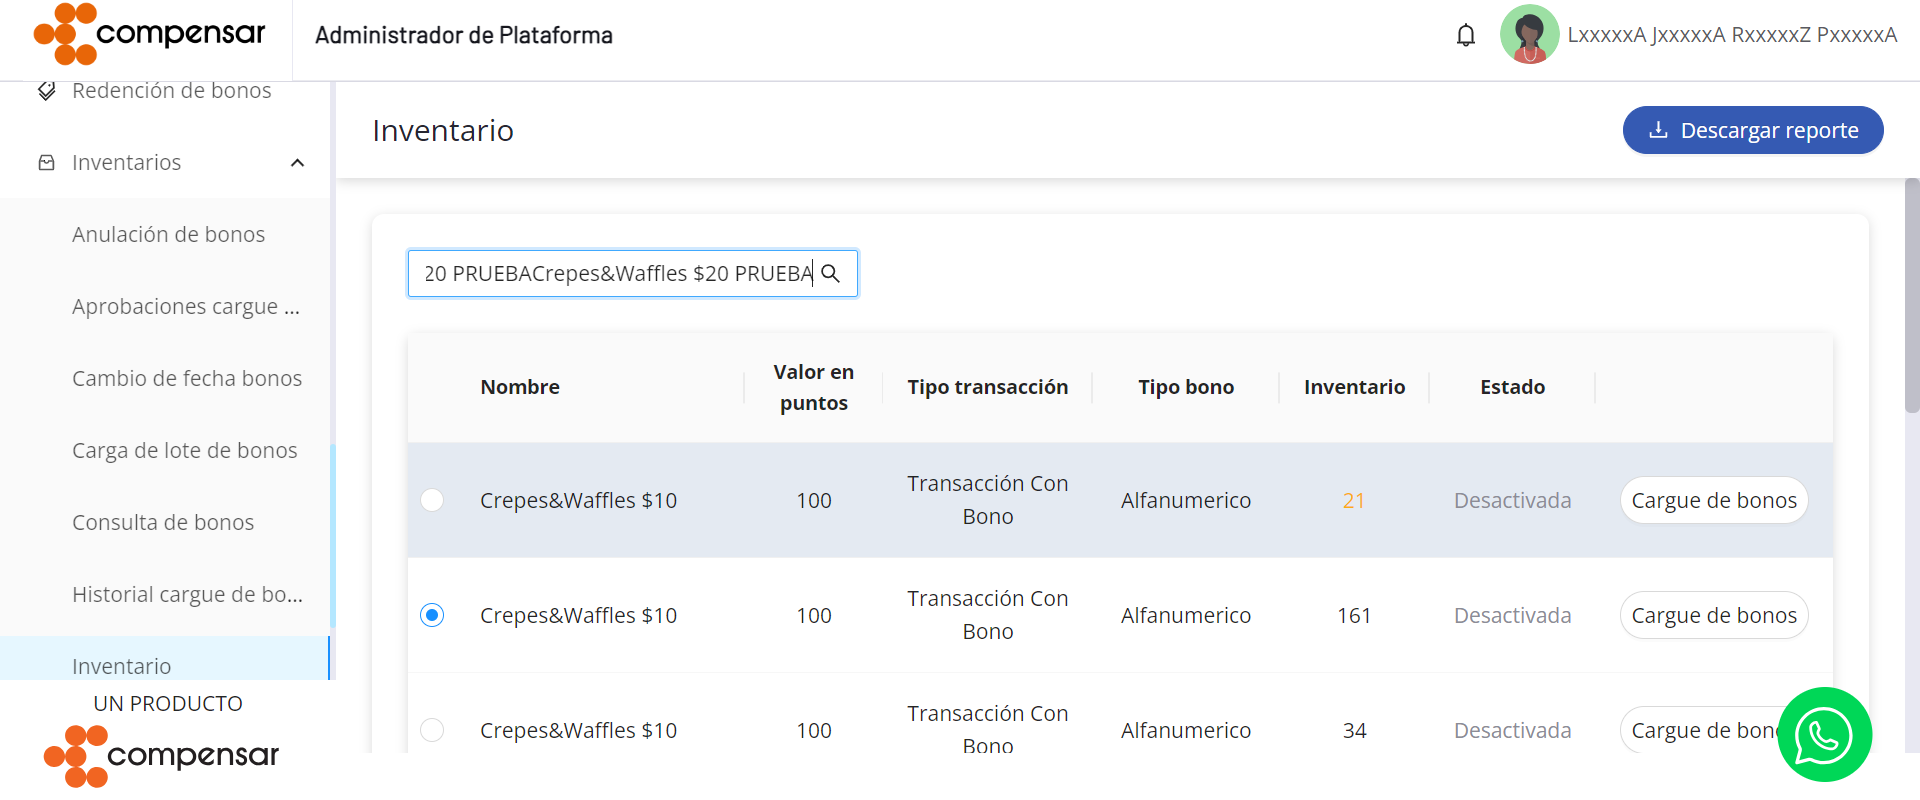 compensar
Administrador de Plataforma
LxxxxxA JxxxxxA RxxxxxZ PxxxxxA
Redención de bonos
Inventarios
Anulación de bonos
Aprobaciones cargue ...
Cambio de fecha bonos
Carga de lote de bonos
Consulta de bonos
Historial cargue de bo...
Inventario
UN PRODUCTO
compensar
Inventario
Descargar reporte
20 PRUEBACrepes&Waffles $20 PRUEBA
Nombre
Valor en
puntos
Tipo transacción
Tipo bono
Inventario
Estado
Crepes&Waffles $10
100
Transacción Con
Bono
Alfanumerico
21
Desactivada
Cargue de bonos
Crepes&Waffles $10
100
Transacción Con
Bono
Alfanumerico
161
Desactivada
Cargue de bonos
Crepes&Waffles $10
100
Transacción Con
Bono
Alfanumerico
34
Desactivada
Cargue de bon